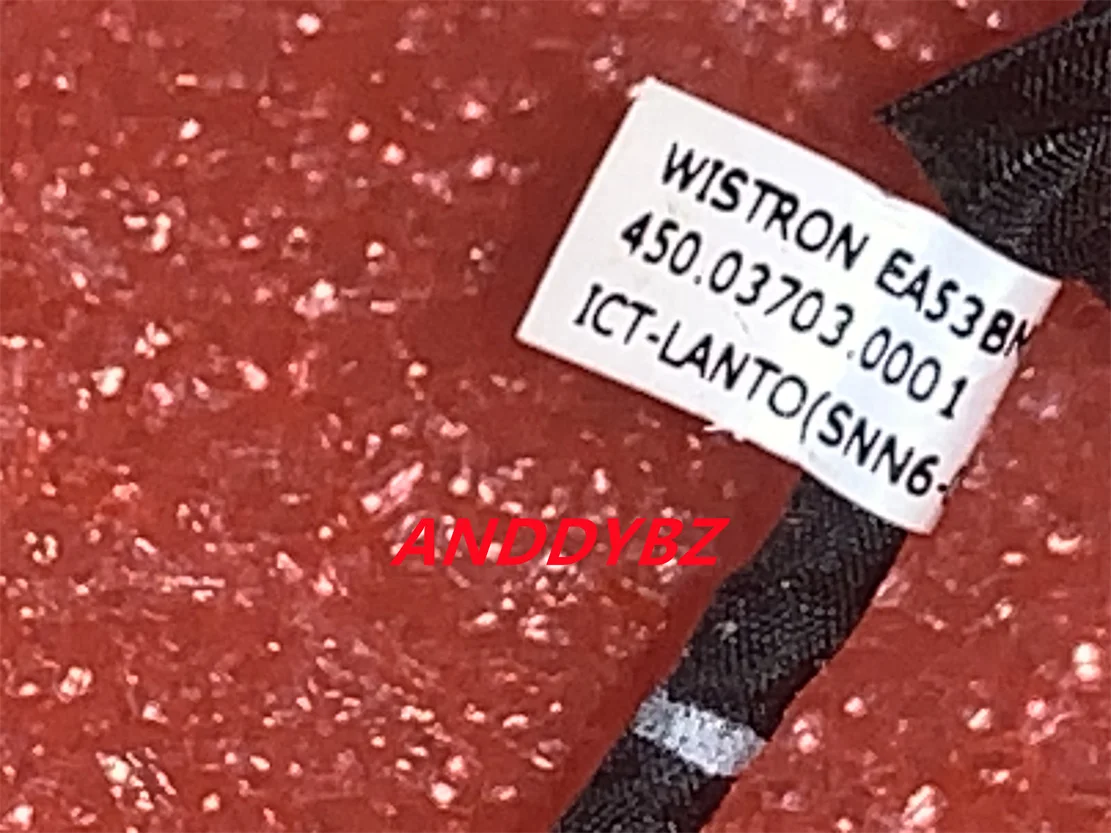 WISTRON EA53BM
450.03703.0001
ICT-LANTO(SNN6-
ANDDYBZ